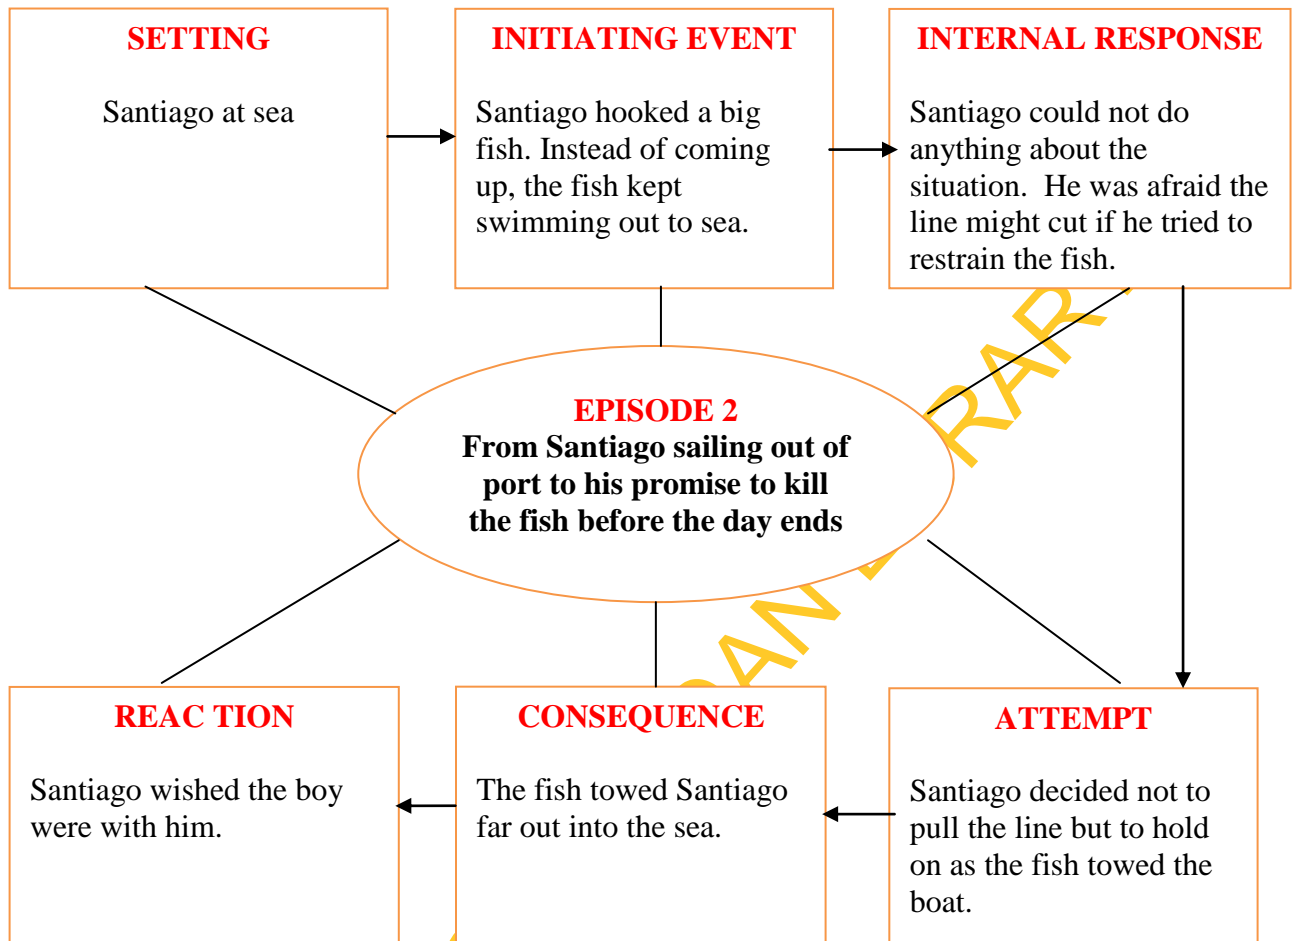 SETTING
Santiago at sea
INITIATING EVENT
Santiago hooked a big
fish. Instead of coming
up, the fish kept
swimming out to sea.
INTERNAL RESPONSE
Santiago could not do
anything about the
situation.  He was afraid the
line might cut if he tried to
restrain the fish.
EPISODE 2
From Santiago sailing out of
port to his promise to kill
the fish before the day ends
REAC TION
Santiago wished the boy
were with him.
CONSEQUENCE
The fish towed Santiago
far out into the sea.
ATTEMPT
Santiago decided not to
pull the line but to hold
on as the fish towed the
boat.